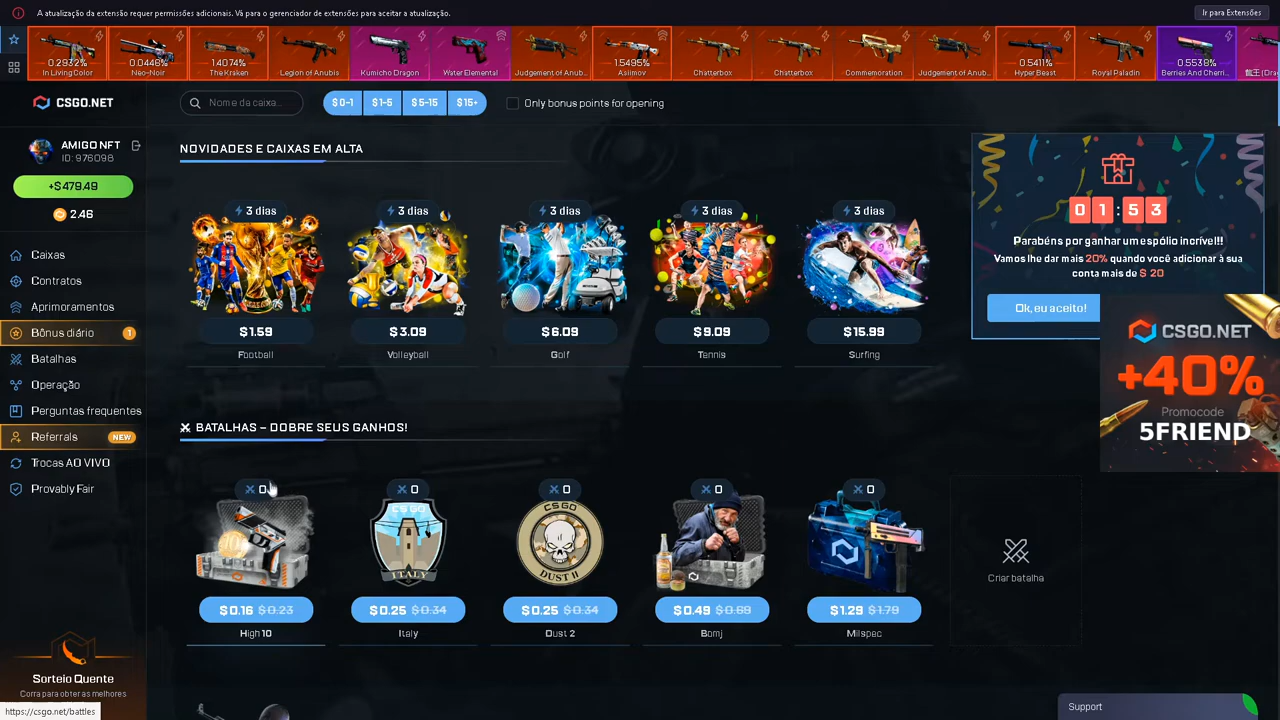 A atualização da extensão requer permissões adicionais. Vá para o gerenciador de extensões para aceitar a atualização.
Ir para Extensões
0.2932% 0.0446% 1.4074% 1.5495% 0.5411% 0.5538%
In Living Color Neo-Noir The Kraken Legion of Anubis Kumicho Dragon Water Elemental Judgement of Anub... Asiimov Chatterbox Chatterbox Commemoration Judgement of Anub... Hyper Beast Royal Paladin Berries And Cherri...
CSGO.NET
Nome da caixa...
$0-1 $1-5 $5-15 $15+
Only bonus points for opening
AMIGO NFT
ID: 976098
+$479.49
2.46
Caixas
Contratos
Aprimoramentos
Bônus diário 1
Batalhas
Operação
Perguntas frequentes
Referrals NEW
Trocas AO VIVO
Provably Fair
Sorteio Quente
Corra para obter as melhores
https://csgo.net/battles
NOVIDADES E CAIXAS EM ALTA
3 dias 3 dias 3 dias 3 dias 3 dias
$1.59 $3.09 $6.09 $9.09 $15.99
Football Volleyball Golf Tennis Surfing
01:53
Parabéns por ganhar um espólio incrível!!
Vamos lhe dar mais 20% quando você adicionar à sua
conta mais de $ 20
Ok, eu aceito!
CSGO.NET
+40%
Promocode
5FRIEND
BATALHAS – DOBRE SEUS GANHOS!
0 0 0 0 0
CS GO
ITALY
CS GO
DUST II
Criar batalha
$0.16 $0.23 $0.25 $0.34 $0.25 $0.34 $0.49 $0.69 $1.29 $1.79
High 10 Italy Dust 2 Bomj Milspec
Support